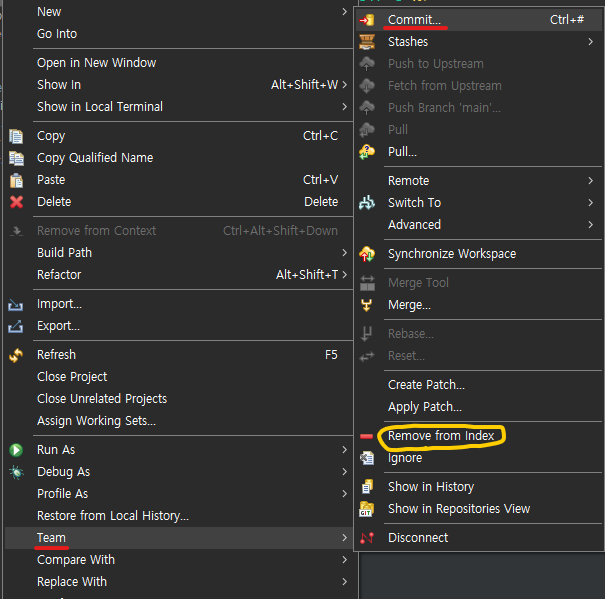 New
Go Into
Open in New Window
Show In Alt+Shift+W
Show in Local Terminal
Copy Ctrl+C
Copy Qualified Name
Paste Ctrl+V
Delete Delete
Remove from Context Ctrl+Alt+Shift+Down
Build Path
Refactor Alt+Shift+T
Import...
Export...
Refresh F5
Close Project
Close Unrelated Projects
Assign Working Sets...
Run As
Debug As
Profile As
Restore from Local History...
Team
Compare With
Replace With
Commit... Ctrl+#
Stashes
Push to Upstream
Fetch from Upstream
Push Branch 'main'...
Pull
Pull...
Remote
Switch To
Advanced
Synchronize Workspace
Merge Tool
Merge...
Rebase...
Reset...
Create Patch...
Apply Patch...
Remove from Index
Ignore
Show in History
GIT Show in Repositories View
Disconnect